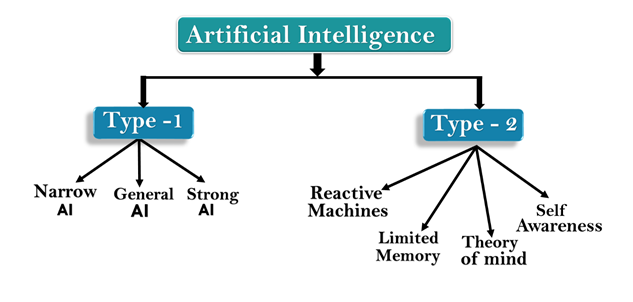 Artificial Intelligence
Type -1
Type - 2
Narrow
AI
General
AI
Strong
AI
Reactive
Machines
Limited
Memory
Theory
of mind
Self
Awareness